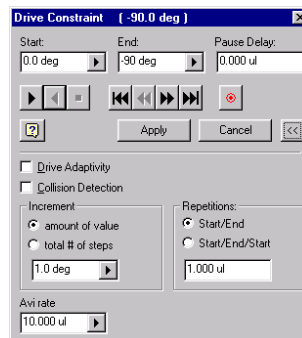 Drive Constraint ( -90.0 deg )
Start: End: Pause Delay:
0.0 deg -90 deg 0.000 ul
Apply Cancel <<
Drive Adaptivity
Collision Detection
Increment Repetitions:
amount of value Start/End
total # of steps Start/End/Start
1.0 deg 1.000 ul
Avi rate
10.000 ul